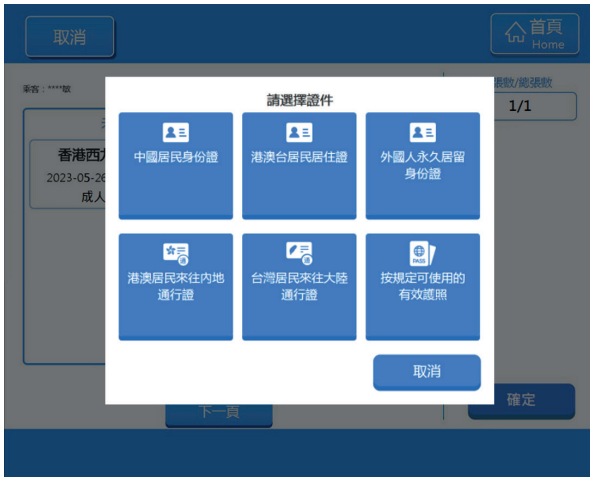 取消
首頁
Home
乘客：****敏
張數/總張數
1/1
香港西
2023-05-26
成人
請選擇證件
中國居民身份證
港澳台居民居住證
外國人永久居留
身份證
港澳居民來往內地
通行證
台灣居民來往大陸
通行證
PASS
按規定可使用的
有效護照
取消
下一頁
確定